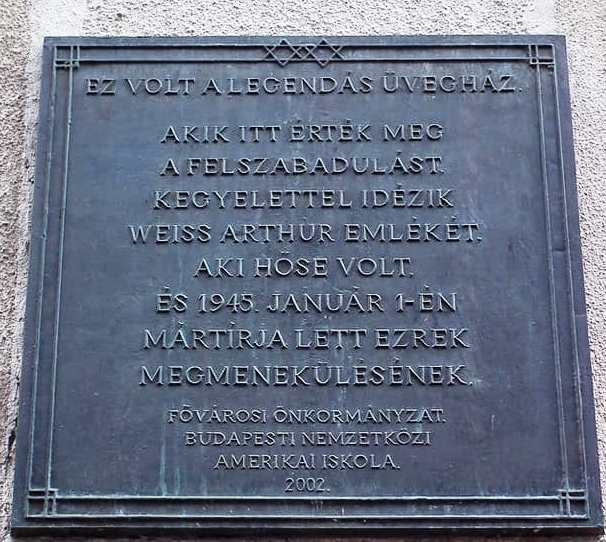 EZ VOLT A LEGENDÁS ÜVEGHÁZ.
AKIK ITT ÉRTÉK MEG
A FELSZABADULÁST,
KEGYELETTEL IDÉZIK
WEISS ARTHUR EMLÉKÉT,
AKI HŐSE VOLT,
ÉS 1945. JANUÁR 1-ÉN
MÁRTÍRJA LETT EZREK
MEGMENEKÜLÉSÉNEK.
FŐVÁROSI ÖNKORMÁNYZAT,
BUDAPESTI NEMZETKÖZI
AMERIKAI ISKOLA,
2002.